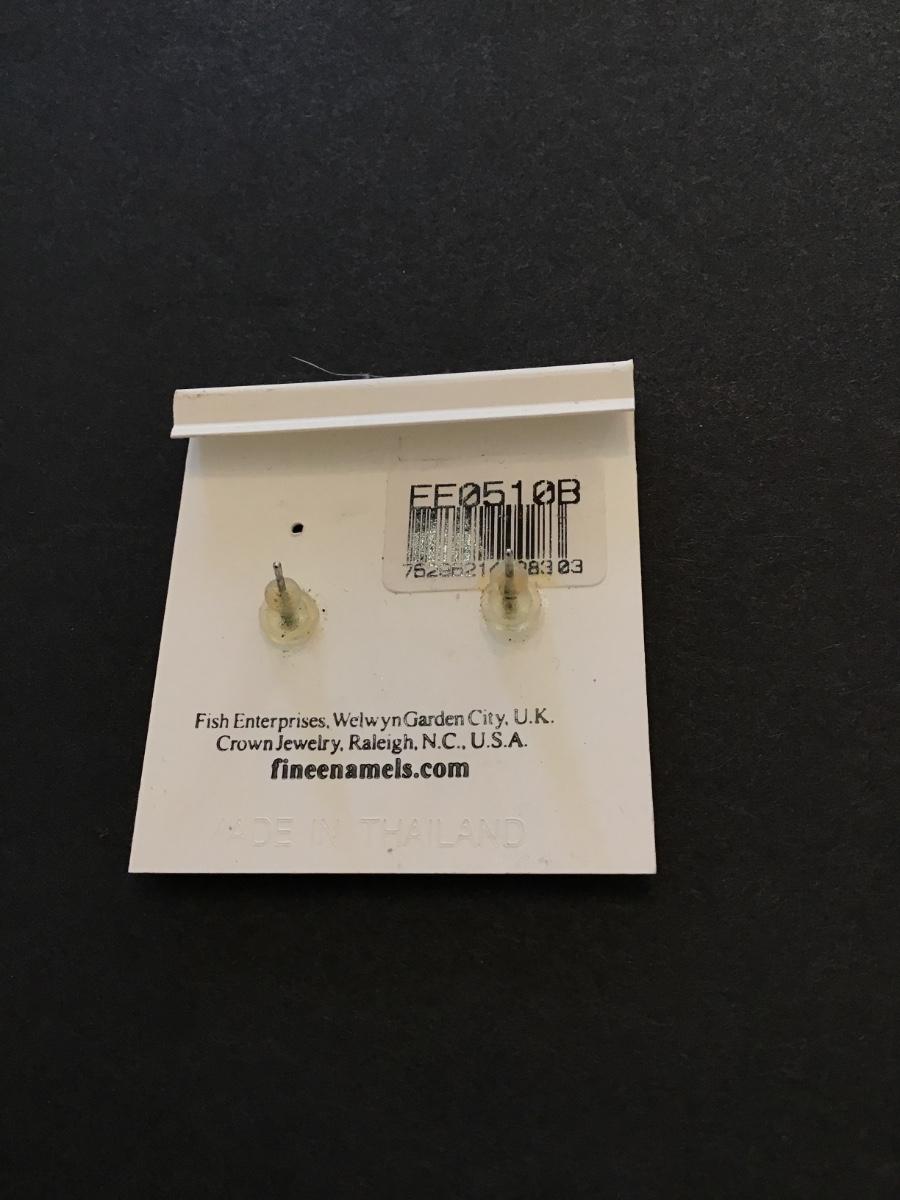 EE0510B
Fish Enterprises, Welwyn Garden City, U.K.
Crown Jewelry, Raleigh, N.C., U.S.A.
fineenamels.com
MADE IN THAILAND